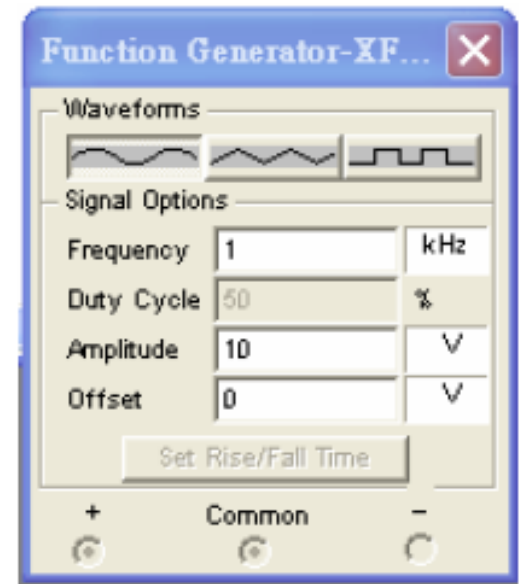 Function Generator-XF...
Waveforms
Signal Options
Frequency 1 kHz
Duty Cycle 50 %
Amplitude 10 V
Offset 0 V
Set Rise/Fall Time
+ Common -